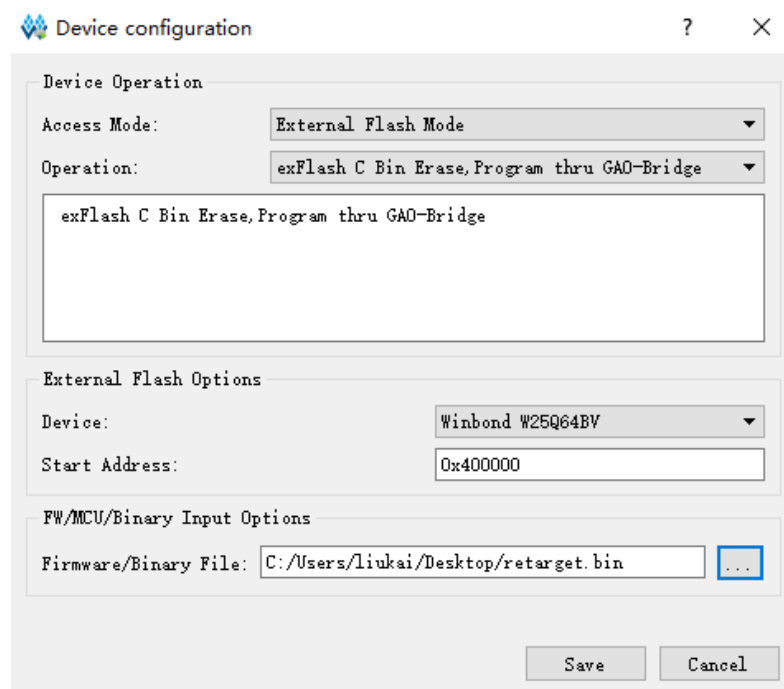 Device configuration
?
Device Operation
Access Mode:
External Flash Mode
Operation:
exFlash C Bin Erase,Program thru GAO-Bridge
exFlash C Bin Erase,Program thru GAO-Bridge
External Flash Options
Device:
Winbond W25Q64BV
Start Address:
0x400000
FW/MCU/Binary Input Options
Firmware/Binary File:
C:/Users/liukai/Desktop/retarget.bin
...
Save
Cancel